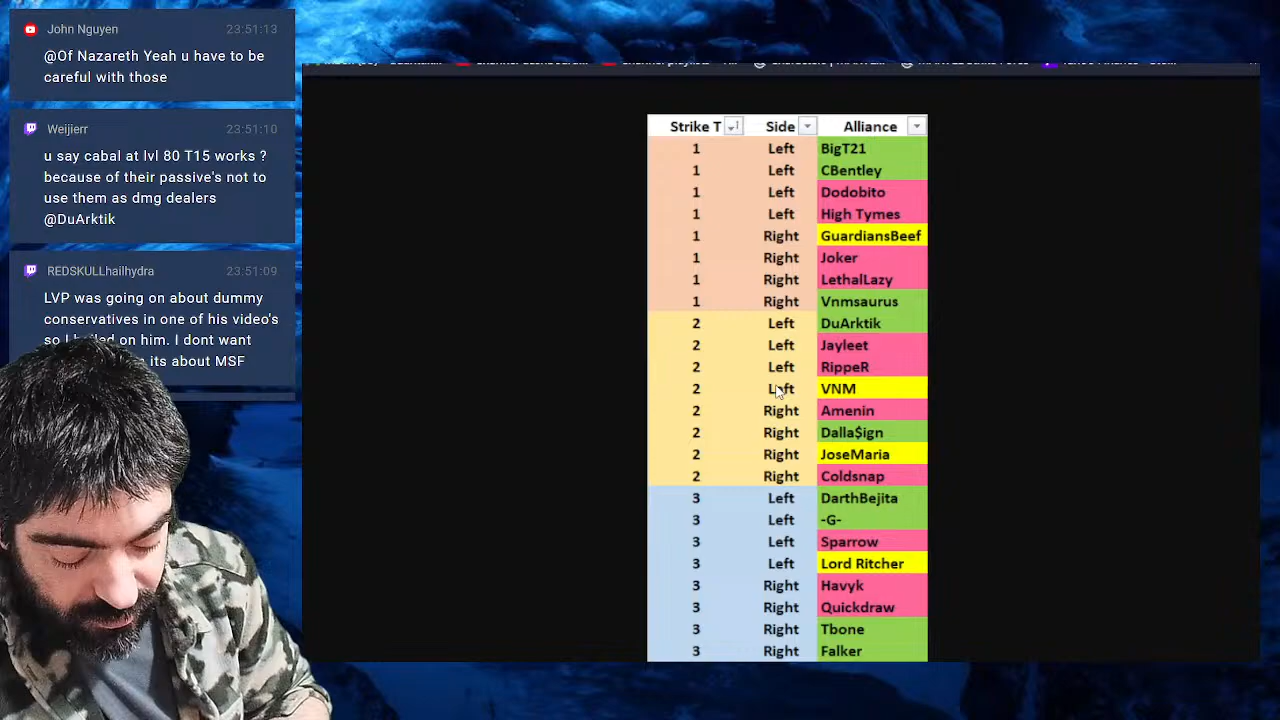 John Nguyen 23:51:13
@Of Nazareth Yeah u have to be
careful with those
Weijierr 23:51:10
u say cabal at lvl 80 T15 works ?
because of their passive's not to
use them as dmg dealers
@DuArktik
REDSKULLhailhydra 23:51:09
LVP was going on about dummy
conservatives in one of his video's
so I on him. I dont want
its about MSF
Strike T Side Alliance
1 Left BigT21
1 Left CBentley
1 Left Dodobito
1 Left High Tymes
1 Right GuardiansBeef
1 Right Joker
1 Right LethalLazy
1 Right Vnmsaurus
2 Left DuArktik
2 Left Jayleet
2 Left RippeR
2 Left VNM
2 Right Amenin
2 Right Dalla$ign
2 Right JoseMaria
2 Right Coldsnap
3 Left DarthBejita
3 Left -G-
3 Left Sparrow
3 Left Lord Ritcher
3 Right Havyk
3 Right Quickdraw
3 Right Tbone
3 Right Falker